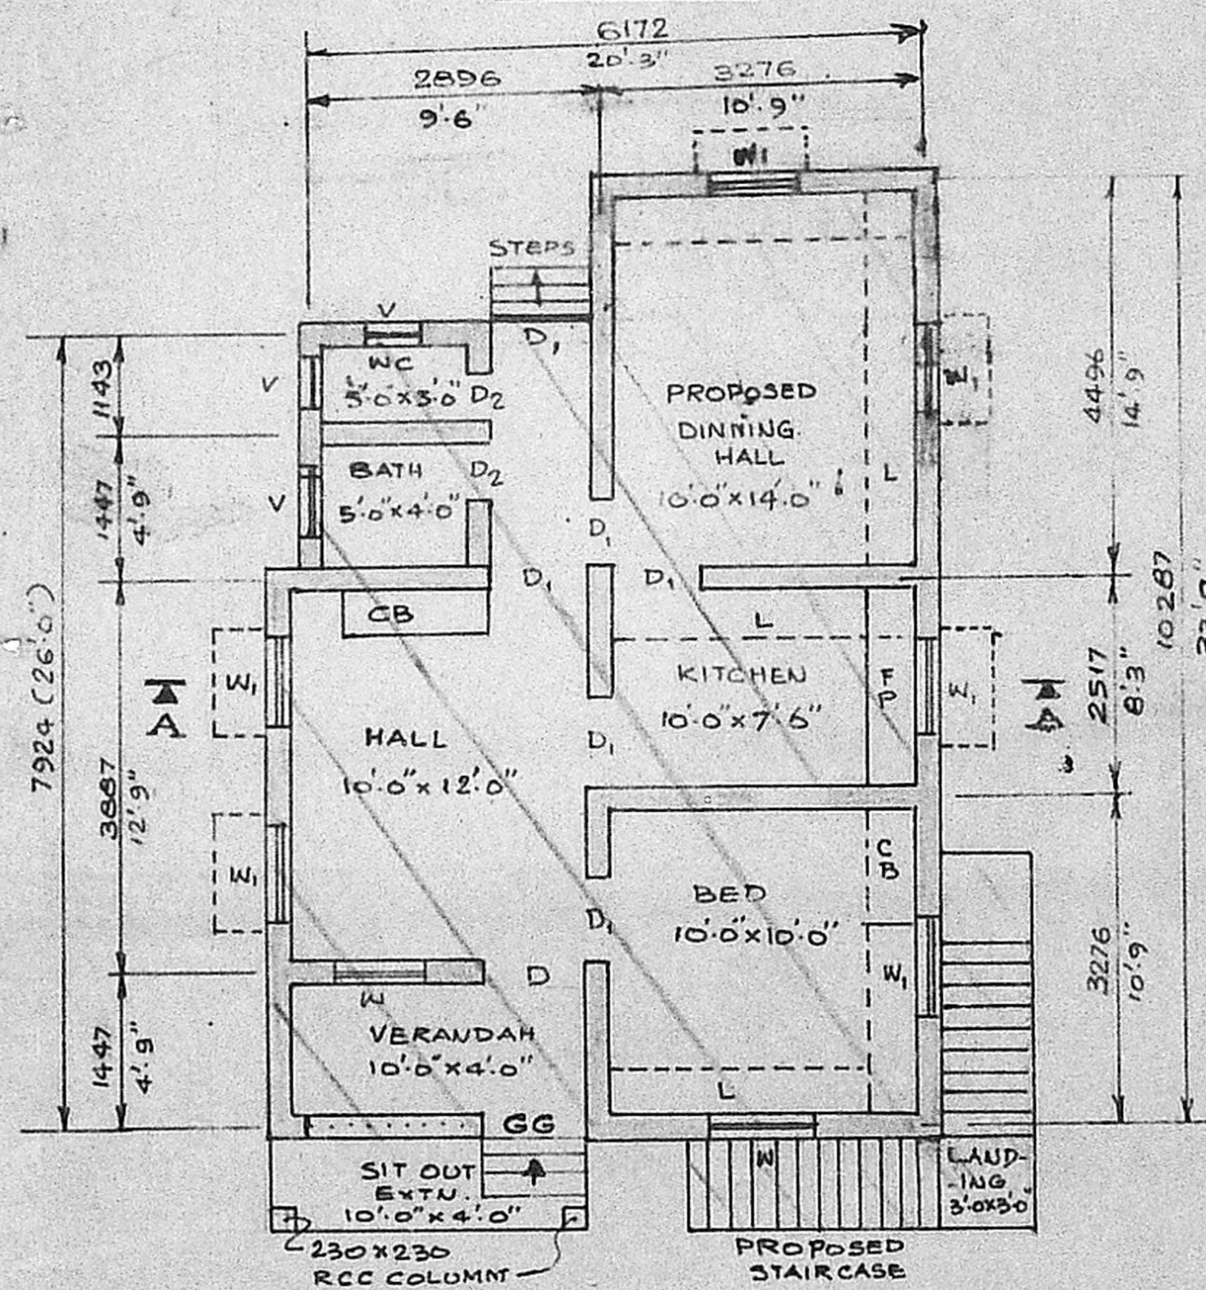 6172
20'.3"
2896
3276
9'.6"
10'.9"
W1
STEPS
V
D1
WC
V
5'.0"x3'.0"
D2
1143
BATH
D2
5'.0"x4'.0"
V
1447
4'.9"
PROPOSED
DINNING
HALL
10'.0"x14'.0"
L
W1
4496
14'.9"
D1
D1
D1
CB
L
KITCHEN
10'.0"x7'.6"
F
P
W1
W1
A
A
2517
8'.3"
10287
7924 (26'.0")
HALL
10'.0"x12'.0"
D1
3887
12'.9"
W1
BED
10'.0"x10'.0"
D1
C
B
W1
3276
10'.9"
W
D
VERANDAH
10'.0"x4'.0"
1447
4'.9"
L
GG
W
SIT OUT
EXTN.
10'.0"x4'.0"
LAND-
-ING
3'.0x3'.0"
230x230
RCC COLUMN
PROPOSED
STAIRCASE